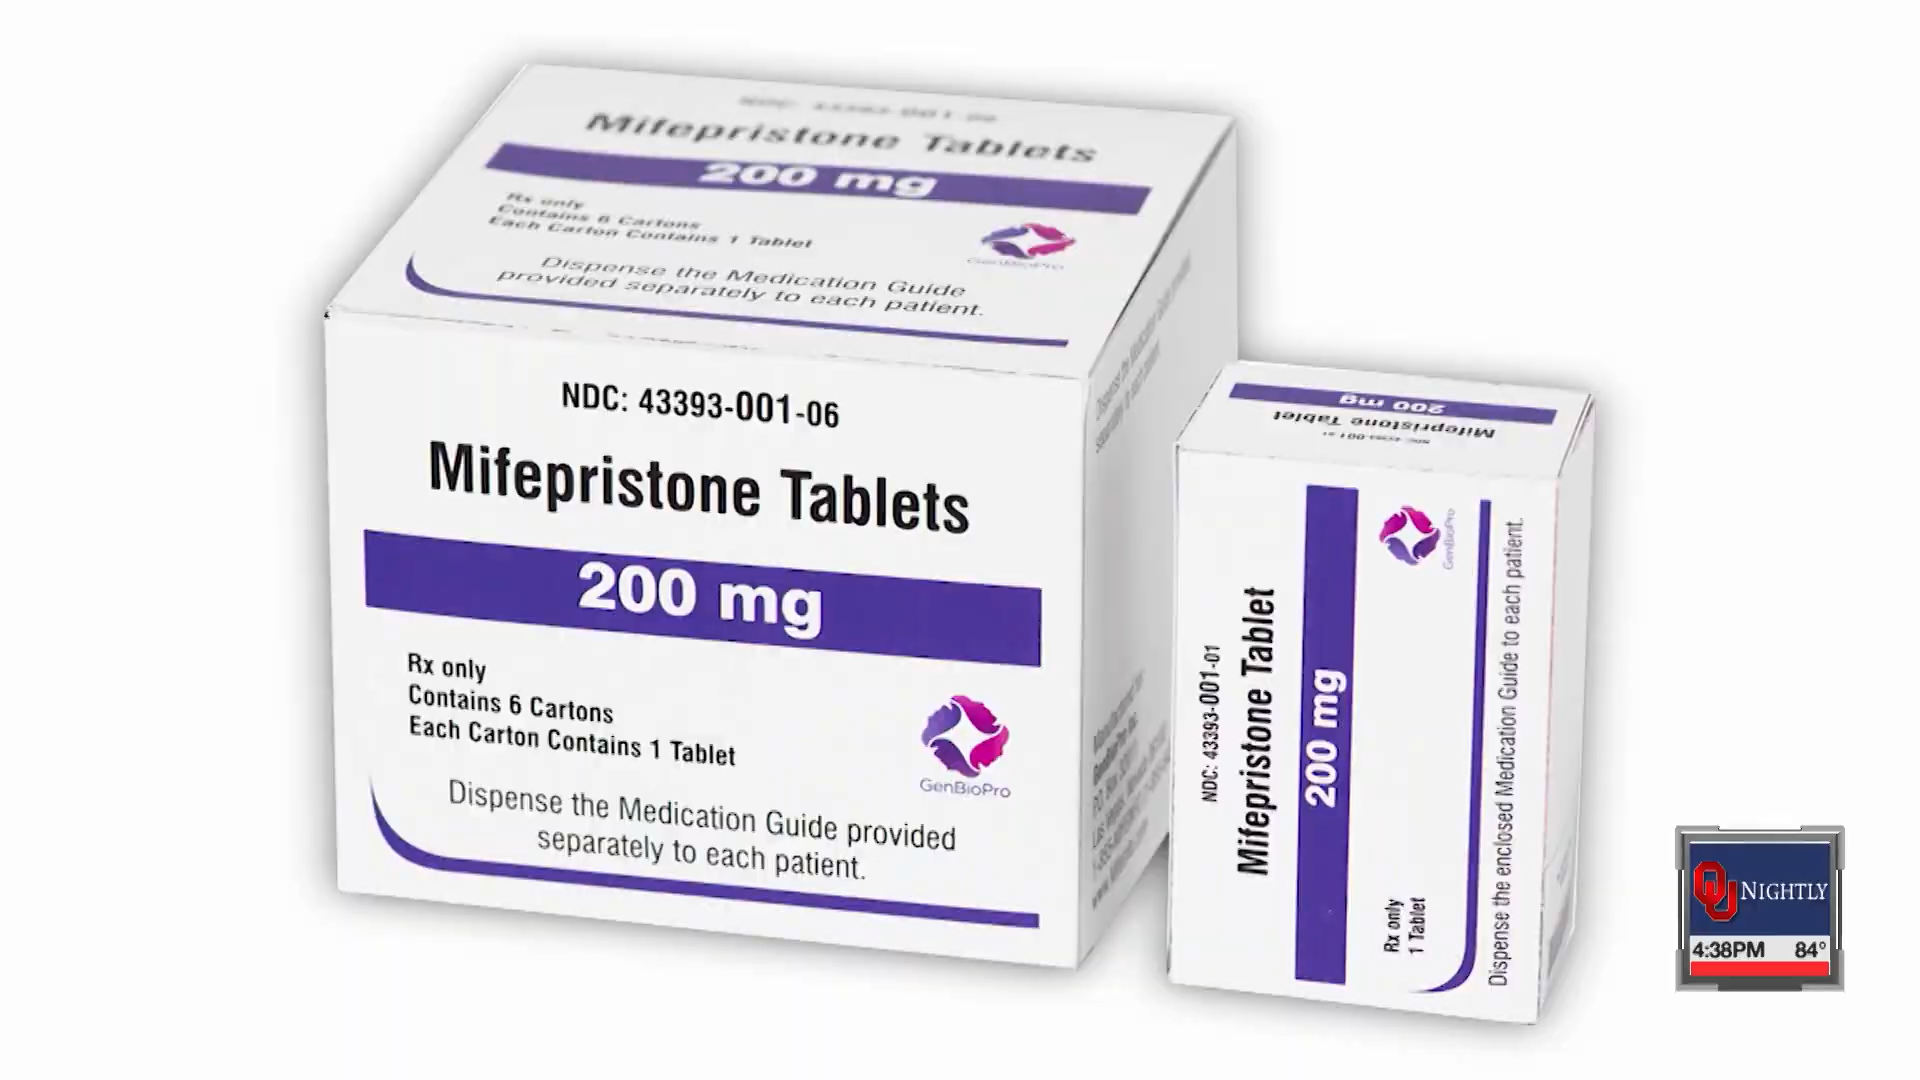 Mifepristone Tablets
200 mg
Rx only
Contains 6 Cartons
Each Carton Contains 1 Tablet
GenBioPro
Dispense the Medication Guide
provided separately to each patient.
NDC: 43393-001-06
Mifepristone Tablets
200 mg
Rx only
Contains 6 Cartons
Each Carton Contains 1 Tablet
GenBioPro
Dispense the Medication Guide provided
separately to each patient.
200 mg
Mifepristone Tablet
NDC: 43393-001-01
Mifepristone Tablet
200 mg
Rx only
1 Tablet
GenBioPro
Dispense the enclosed Medication Guide to each patient.
OU NIGHTLY
4:38PM 84°